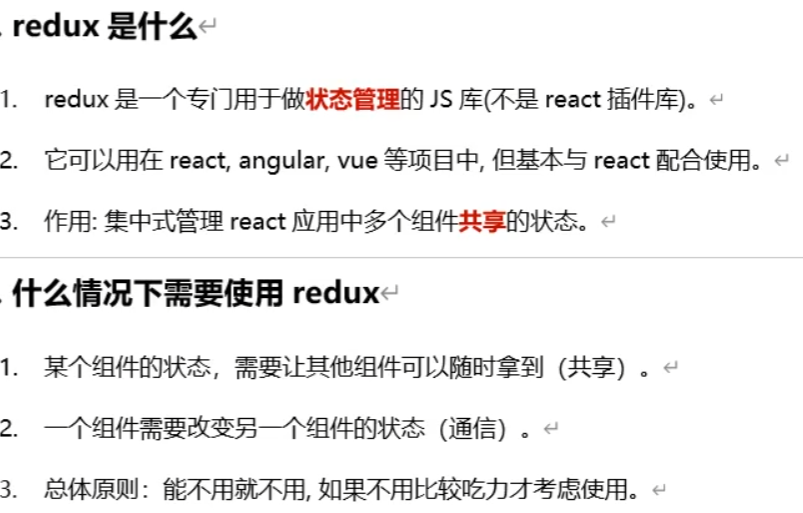 . redux 是什么↵
1. redux 是一个专门用于做状态管理的 JS 库(不是 react 插件库)。↵
2. 它可以用在 react, angular, vue 等项目中, 但基本与 react 配合使用。↵
3. 作用: 集中式管理 react 应用中多个组件共享的状态。↵
. 什么情况下需要使用 redux↵
1. 某个组件的状态，需要让其他组件可以随时拿到（共享）。↵
2. 一个组件需要改变另一个组件的状态（通信）。↵
3. 总体原则：能不用就不用, 如果不用比较吃力才考虑使用。↵